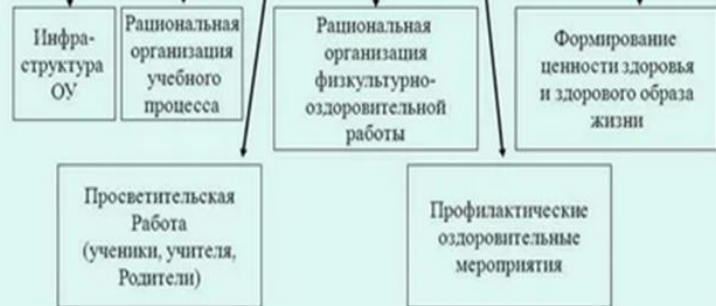 Инфра-
структура
ОУ
Рациональная
организация
учебного
процесса
Рациональная
организация
физкультурно-
оздоровительной
работы
Формирование
ценности здоровья
и здорового образа
жизни
Просветительская
Работа
(ученики, учителя,
Родители)
Профилактические
оздоровительные
мероприятия